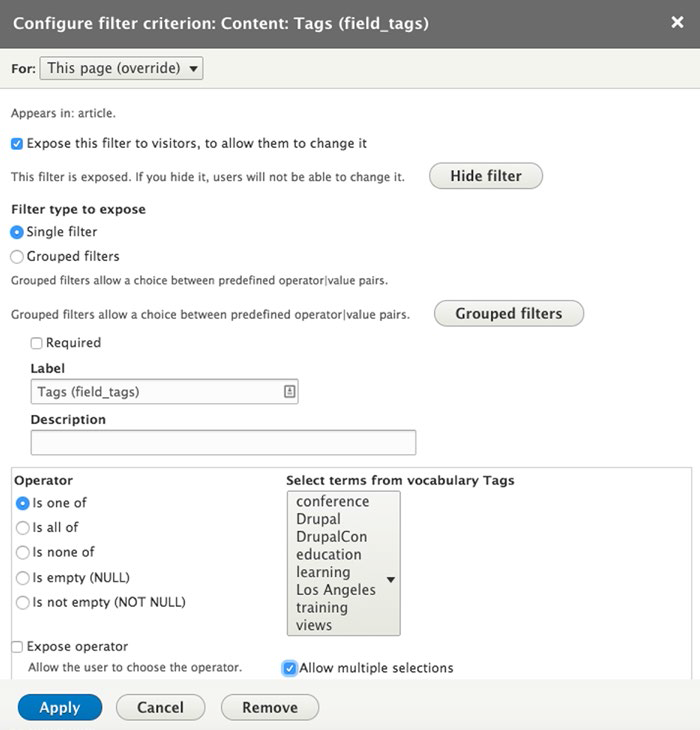 Configure filter criterion: Content: Tags (field_tags)
For: This page (override)
Appears in: article.
Expose this filter to visitors, to allow them to change it
This filter is exposed. If you hide it, users will not be able to change it. Hide filter
Filter type to expose
Single filter
Grouped filters
Grouped filters allow a choice between predefined operator|value pairs.
Grouped filters allow a choice between predefined operator|value pairs. Grouped filters
Required
Label
Tags (field_tags)
Description
Operator
Is one of
Is all of
Is none of
Is empty (NULL)
Is not empty (NOT NULL)
Select terms from vocabulary Tags
conference
Drupal
DrupalCon
education
learning
Los Angeles
training
views
Expose operator
Allow the user to choose the operator.
Allow multiple selections
Apply Cancel Remove